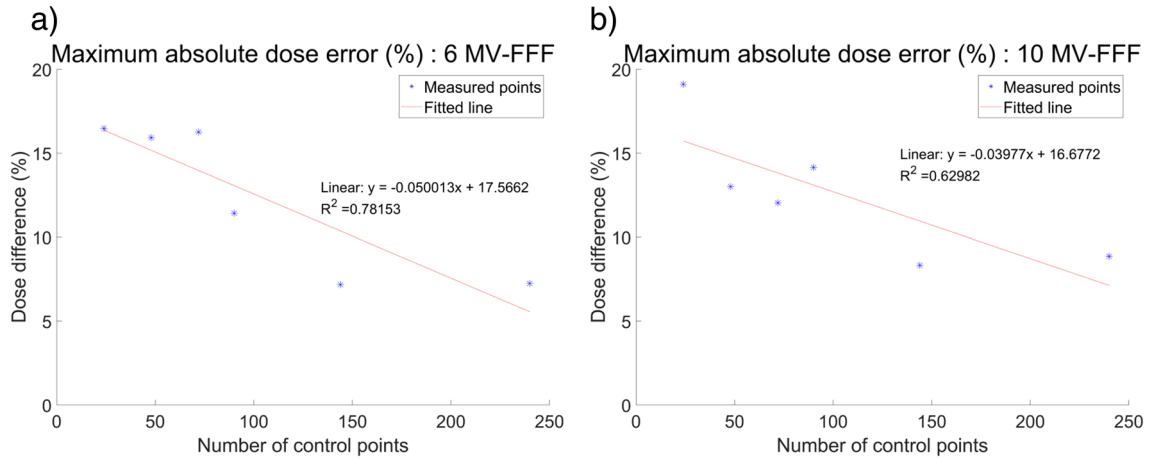 a)
Maximum absolute dose error (%) : 6 MV-FFF
20
15
10
5
0
Dose difference (%)
Measured points
Fitted line
Linear: y = -0.050013x + 17.5662
R² =0.78153
0 50 100 150 200 250
Number of control points
b)
Maximum absolute dose error (%) : 10 MV-FFF
20
15
10
5
0
Dose difference (%)
Measured points
Fitted line
Linear: y = -0.03977x + 16.6772
R² =0.62982
0 50 100 150 200 250
Number of control points